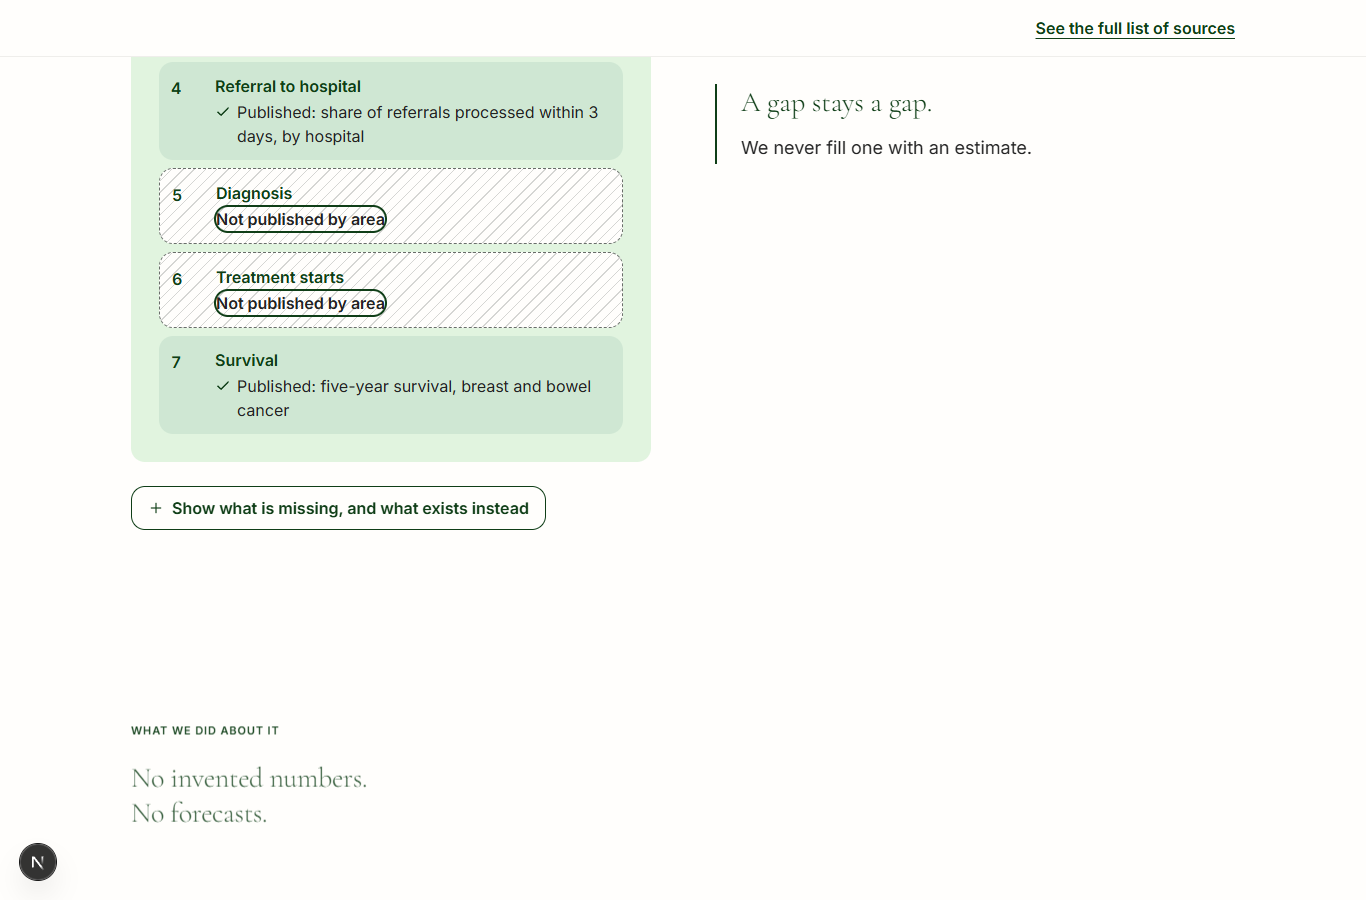 See the full list of sources
4
Referral to hospital
Published: share of referrals processed within 3
days, by hospital
5
Diagnosis
Not published by area
6
Treatment starts
Not published by area
7
Survival
Published: five-year survival, breast and bowel
cancer
Show what is missing, and what exists instead
A gap stays a gap.
We never fill one with an estimate.
WHAT WE DID ABOUT IT
No invented numbers.
No forecasts.
N